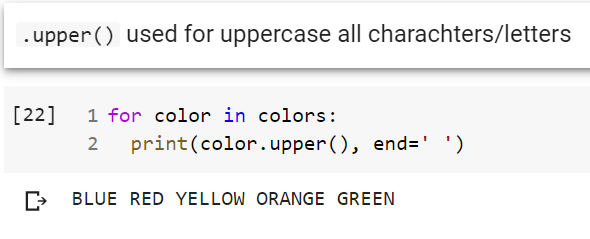 .upper() used for uppercase all charachters/letters
[22] 1 for color in colors:
2 print(color.upper(), end=' ')
BLUE RED YELLOW ORANGE GREEN